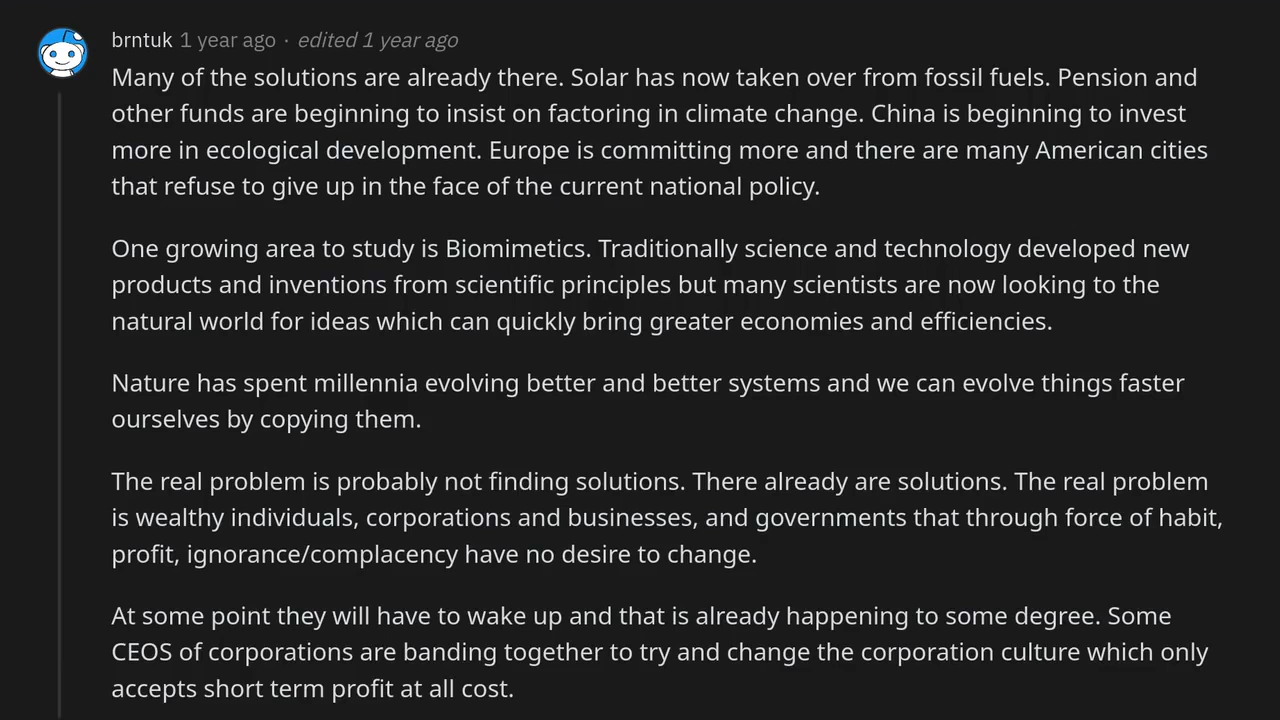 brntuk 1 year ago · edited 1 year ago
Many of the solutions are already there. Solar has now taken over from fossil fuels. Pension and
other funds are beginning to insist on factoring in climate change. China is beginning to invest
more in ecological development. Europe is committing more and there are many American cities
that refuse to give up in the face of the current national policy.
One growing area to study is Biomimetics. Traditionally science and technology developed new
products and inventions from scientific principles but many scientists are now looking to the
natural world for ideas which can quickly bring greater economies and efficiencies.
Nature has spent millennia evolving better and better systems and we can evolve things faster
ourselves by copying them.
The real problem is probably not finding solutions. There already are solutions. The real problem
is wealthy individuals, corporations and businesses, and governments that through force of habit,
profit, ignorance/complacency have no desire to change.
At some point they will have to wake up and that is already happening to some degree. Some
CEOS of corporations are banding together to try and change the corporation culture which only
accepts short term profit at all cost.